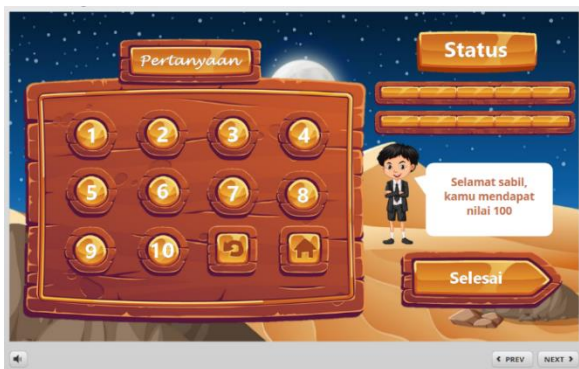 Pertanyaan
Status
1 2 3 4
5 6 7 8
9 10
Selamat sabil,
kamu mendapat
nilai 100
Selesai
PREV NEXT